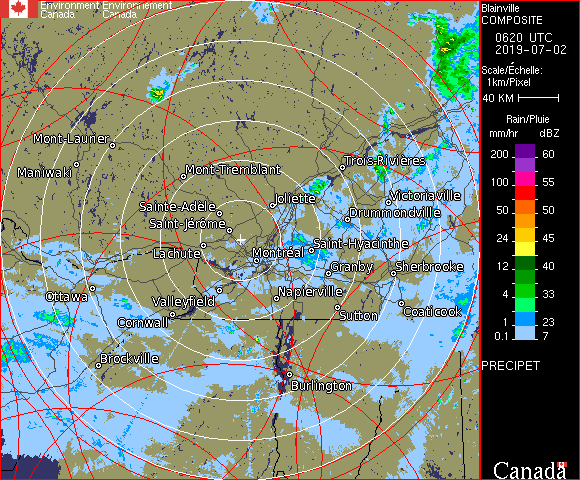 Environment Environnement
Canada Canada
Blainville
COMPOSITE
0620 UTC
2019-07-02
Scale/Échelle:
1km/Pixel
40 KM
Rain/Pluie
mm/hr dBZ
200 60
100 55
50 50
24 45
12 40
4 33
1 23
0.1 7
PRECIPET
Canada
Mont-Laurier
Maniwaki
Mont-Tremblant
Trois-Rivières
Joliette
Victoriaville
Sainte-Adele
Drummondville
Saint-Jérôme
Lachute
Montréal
Saint-Hyacinthe
Granby
Sherbrooke
Ottawa
Valleyfield
Napierville
Coaticook
Cornwall
Sutton
Brockville
Burlington